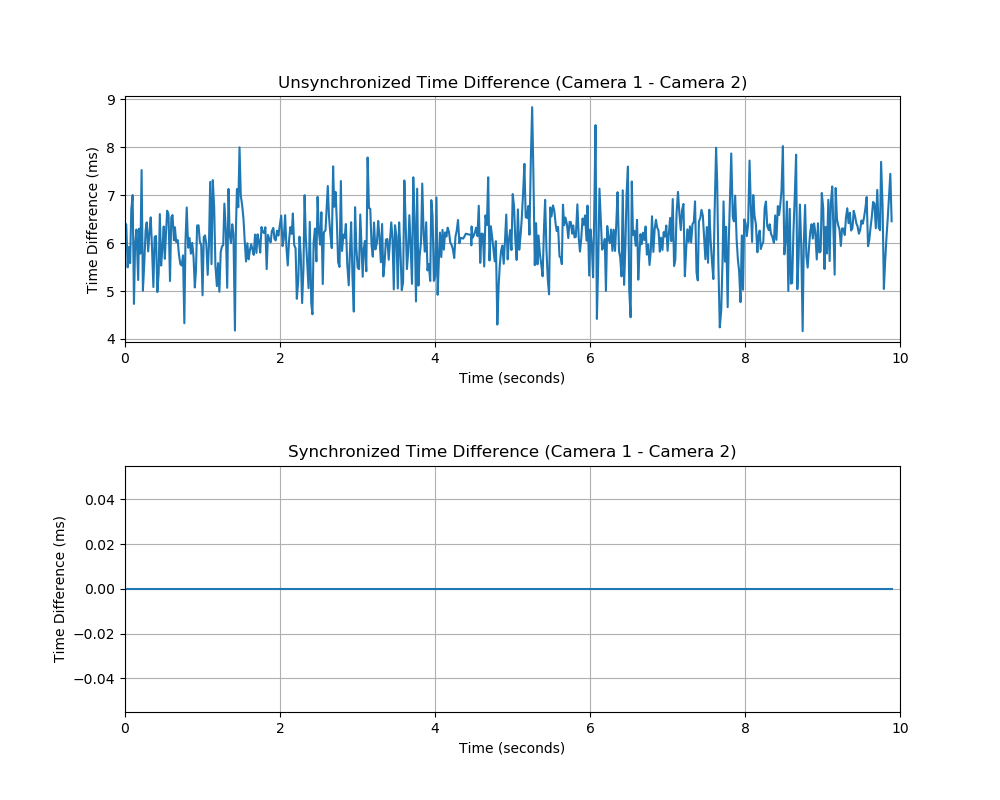 Unsynchronized Time Difference (Camera 1 - Camera 2)
Time Difference (ms)
9
8
7
6
5
4
0 2 4 6 8 10
Time (seconds)
Synchronized Time Difference (Camera 1 - Camera 2)
Time Difference (ms)
0.04
0.02
0.00
−0.02
−0.04
0 2 4 6 8 10
Time (seconds)